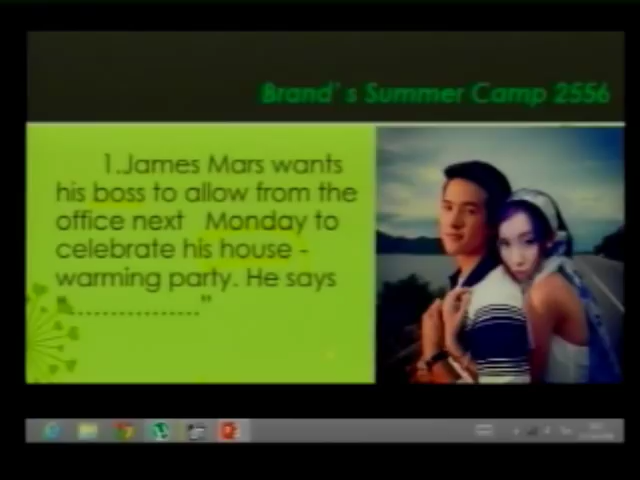 Brand's Summer Camp 2556
1.James Mars wants
his boss to allow from the
office next Monday to
celebrate his house -
warming party. He says
"..............."